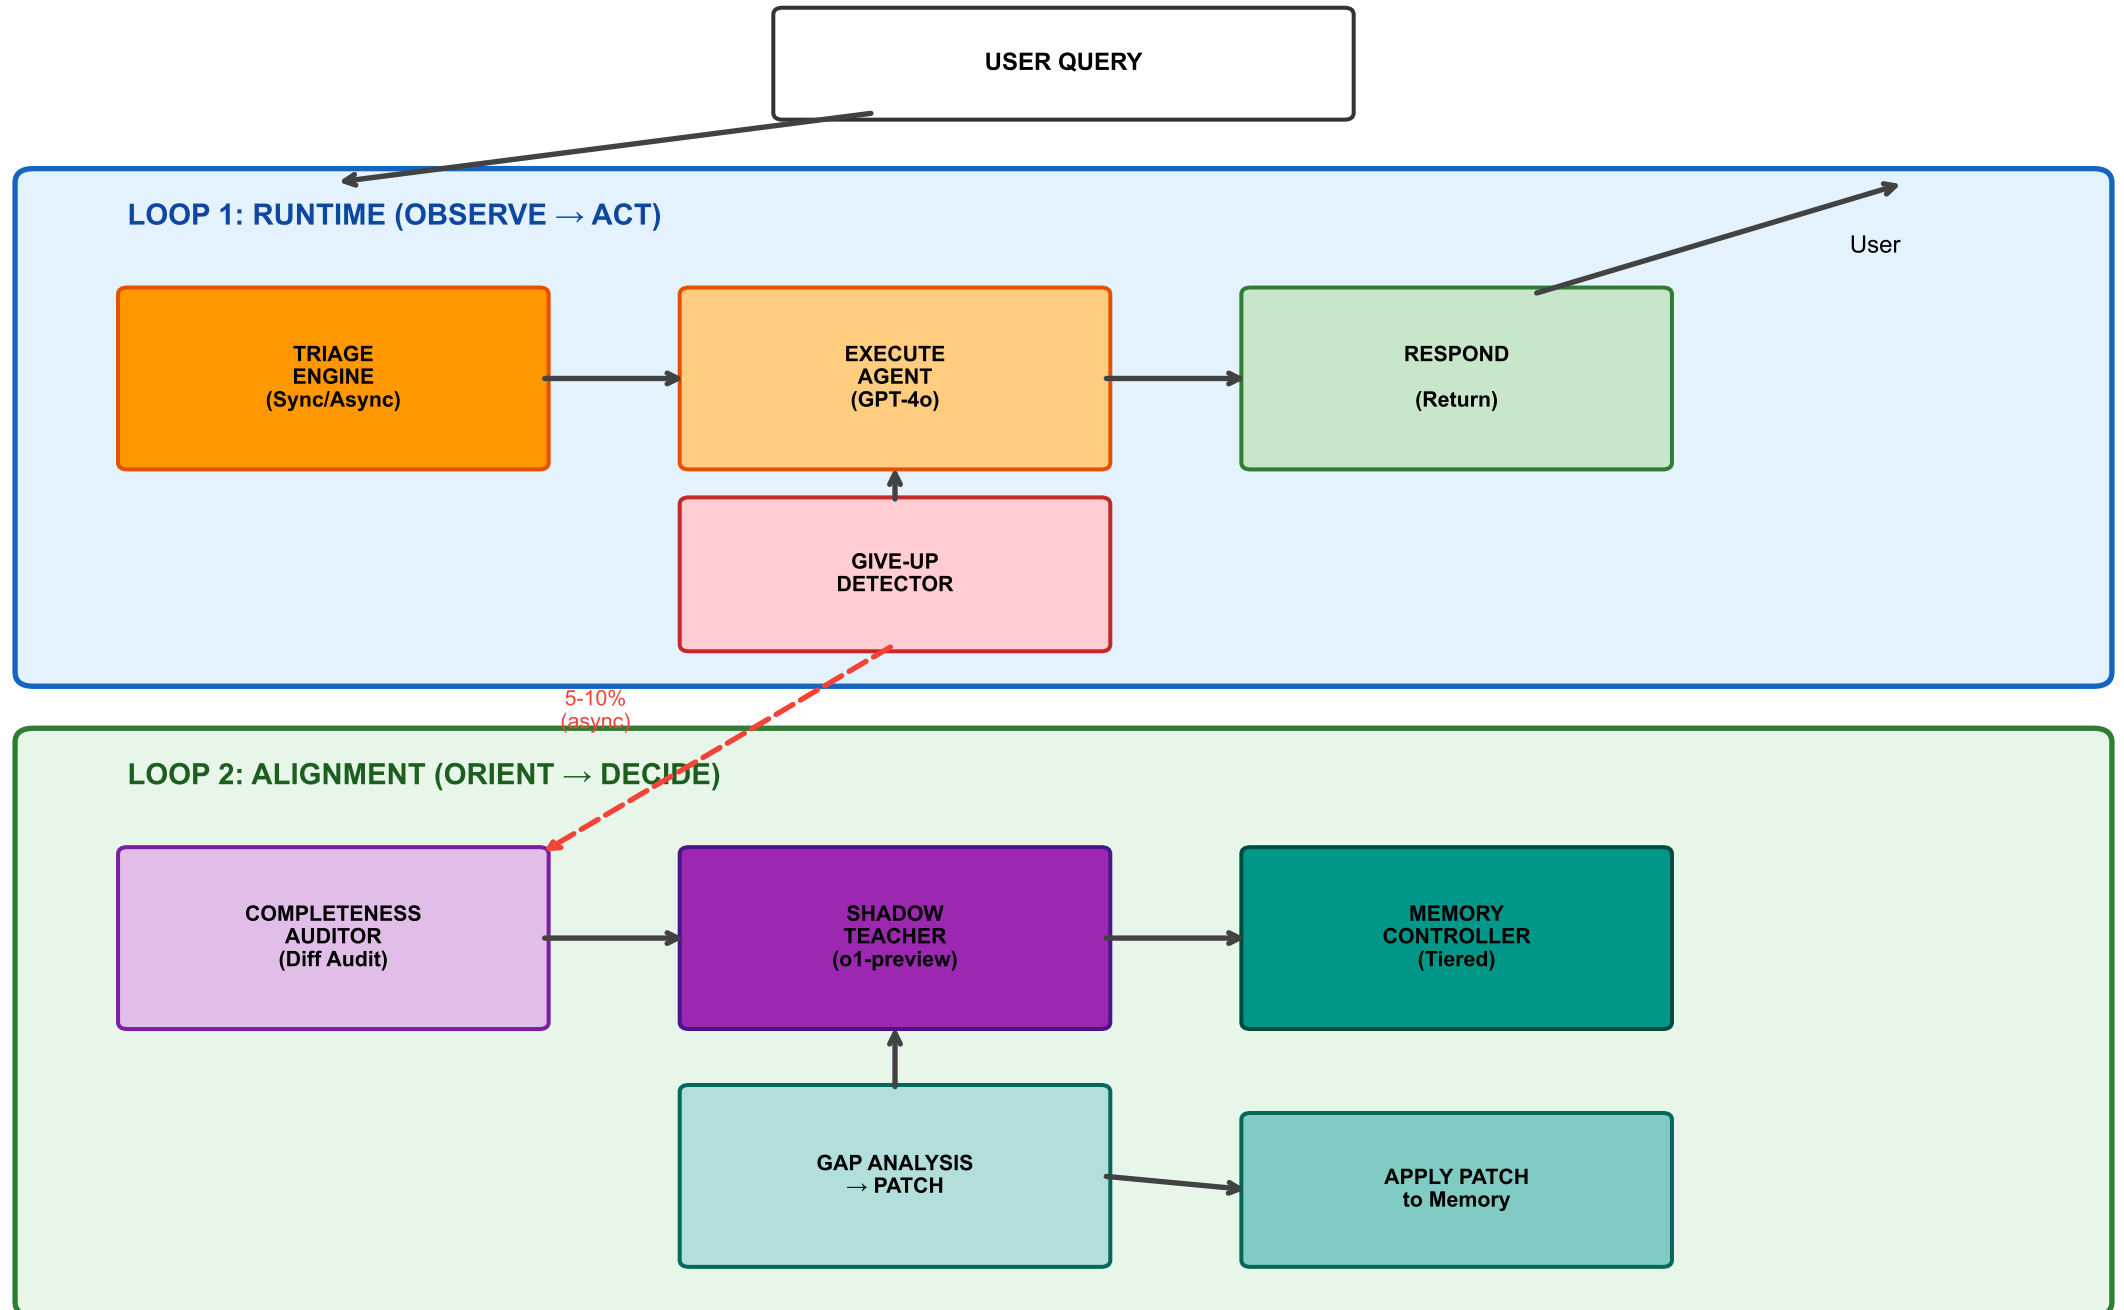 USER QUERY
LOOP 1: RUNTIME (OBSERVE → ACT)
User
TRIAGE
ENGINE
(Sync/Async)
EXECUTE
AGENT
(GPT-4o)
RESPOND
(Return)
GIVE-UP
DETECTOR
5-10%
(async)
LOOP 2: ALIGNMENT (ORIENT → DECIDE)
COMPLETENESS
AUDITOR
(Diff Audit)
SHADOW
TEACHER
(o1-preview)
MEMORY
CONTROLLER
(Tiered)
GAP ANALYSIS
→ PATCH
APPLY PATCH
to Memory